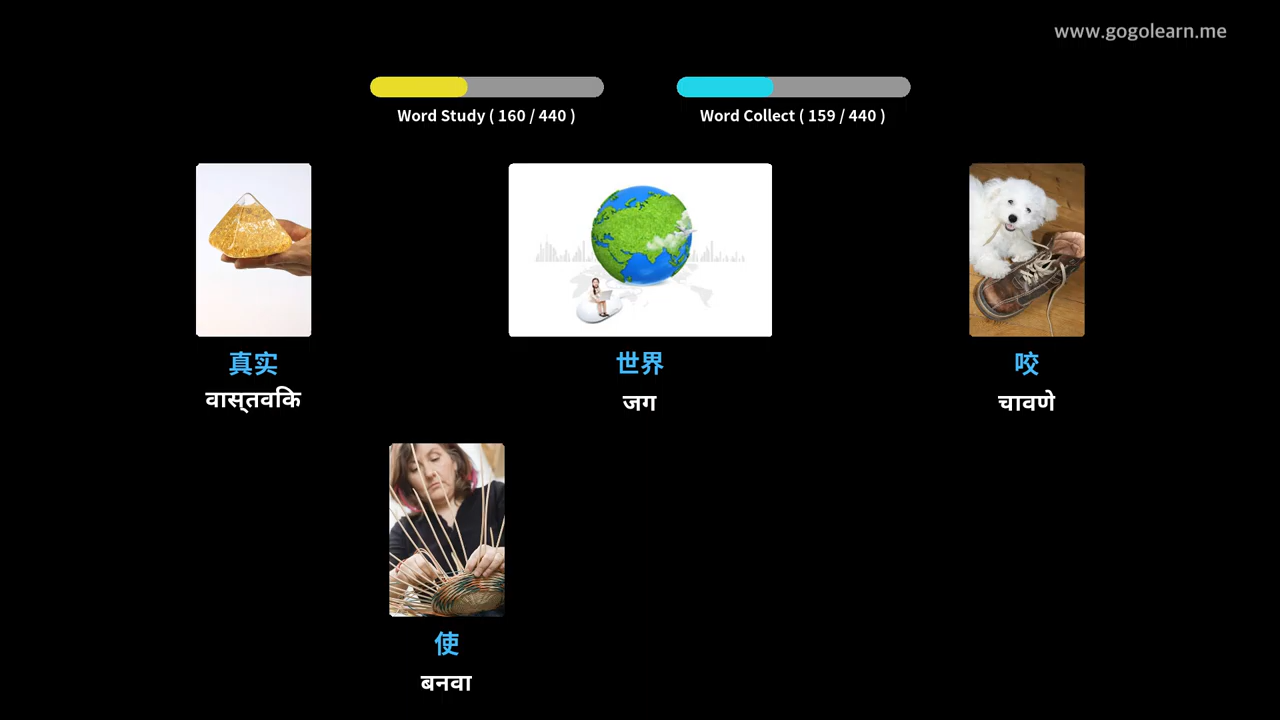 www.gogolearn.me
Word Study ( 160 / 440 )
Word Collect ( 159 / 440 )
真实
वास्तवकि
世界
जग
咬
चावणे
使
बनवा